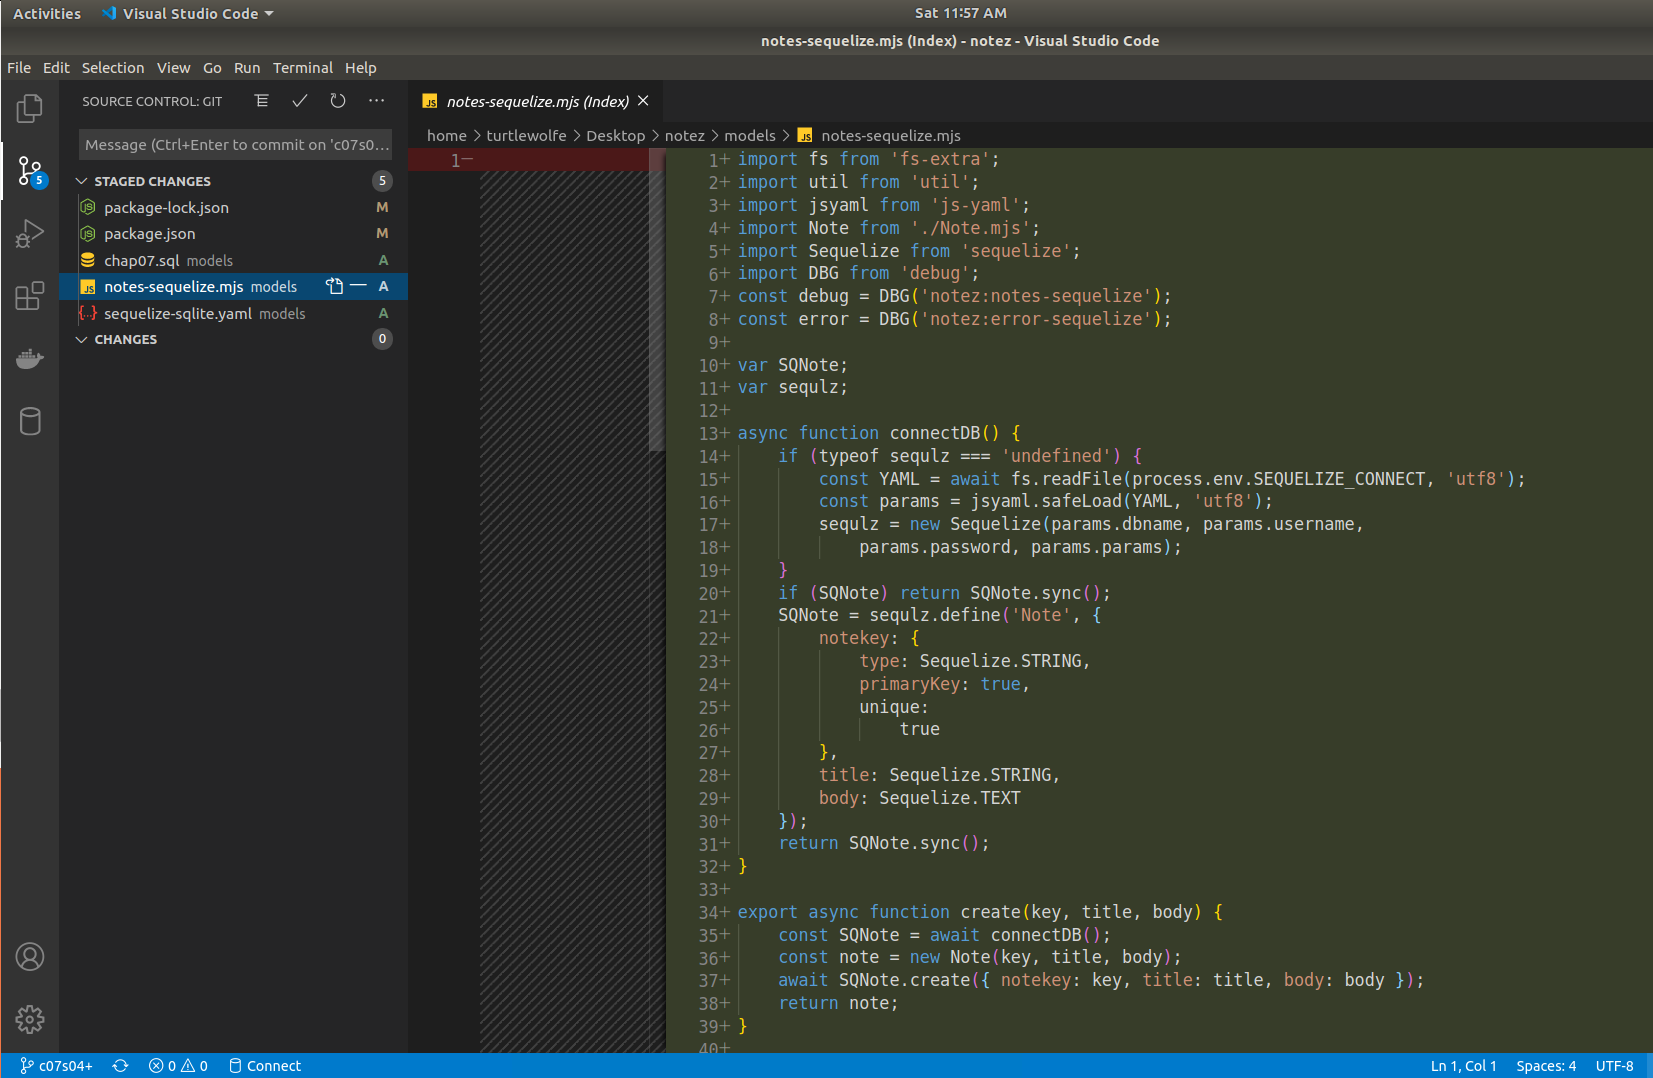 Activities Visual Studio Code Sat 11:57 AM
notes-sequelize.mjs (Index) - notez - Visual Studio Code
File Edit Selection View Go Run Terminal Help
SOURCE CONTROL: GIT
Message (Ctrl+Enter to commit on 'c07s0...
STAGED CHANGES 5
package-lock.json M
package.json M
chap07.sql models A
notes-sequelize.mjs models A
sequelize-sqlite.yaml models A
CHANGES 0
5
notes-sequelize.mjs (Index)
home > turtlewolfe > Desktop > notez > models > JS notes-sequelize.mjs
1−
1+ import fs from 'fs-extra';
2+ import util from 'util';
3+ import jsyaml from 'js-yaml';
4+ import Note from './Note.mjs';
5+ import Sequelize from 'sequelize';
6+ import DBG from 'debug';
7+ const debug = DBG('notez:notes-sequelize');
8+ const error = DBG('notez:error-sequelize');
9+
10+ var SQNote;
11+ var sequlz;
12+
13+ async function connectDB() {
14+     if (typeof sequlz === 'undefined') {
15+         const YAML = await fs.readFile(process.env.SEQUELIZE_CONNECT, 'utf8');
16+         const params = jsyaml.safeLoad(YAML, 'utf8');
17+         sequlz = new Sequelize(params.dbname, params.username,
18+             params.password, params.params);
19+     }
20+     if (SQNote) return SQNote.sync();
21+     SQNote = sequlz.define('Note', {
22+         notekey: {
23+             type: Sequelize.STRING,
24+             primaryKey: true,
25+             unique:
26+                 true
27+         },
28+         title: Sequelize.STRING,
29+         body: Sequelize.TEXT
30+     });
31+     return SQNote.sync();
32+ }
33+
34+ export async function create(key, title, body) {
35+     const SQNote = await connectDB();
36+     const note = new Note(key, title, body);
37+     await SQNote.create({ notekey: key, title: title, body: body });
38+     return note;
39+ }
40+
c07s04+ 0 0 Connect Ln 1, Col 1 Spaces: 4 UTF-8